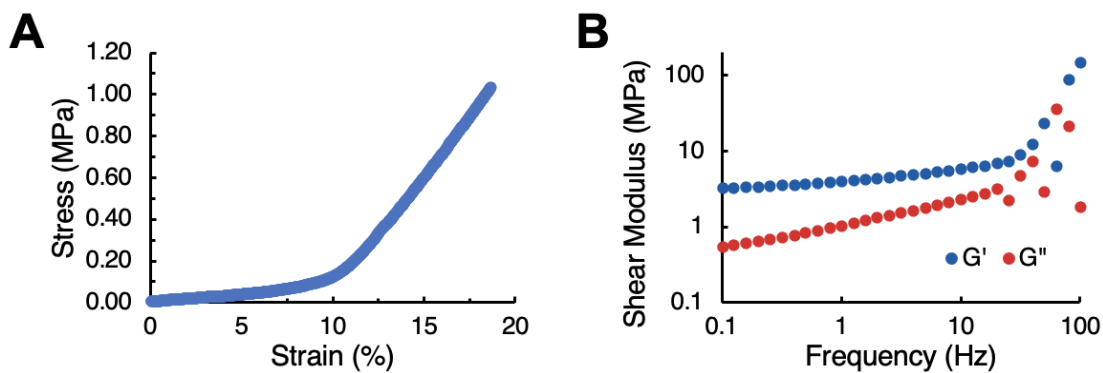 A
Stress (MPa)
1.20
1.00
0.80
0.60
0.40
0.20
0.00
0 5 10 15 20
Strain (%)
B
Shear Modulus (MPa)
100
10
1
0.1
G' G"
0.1 1 10 100
Frequency (Hz)